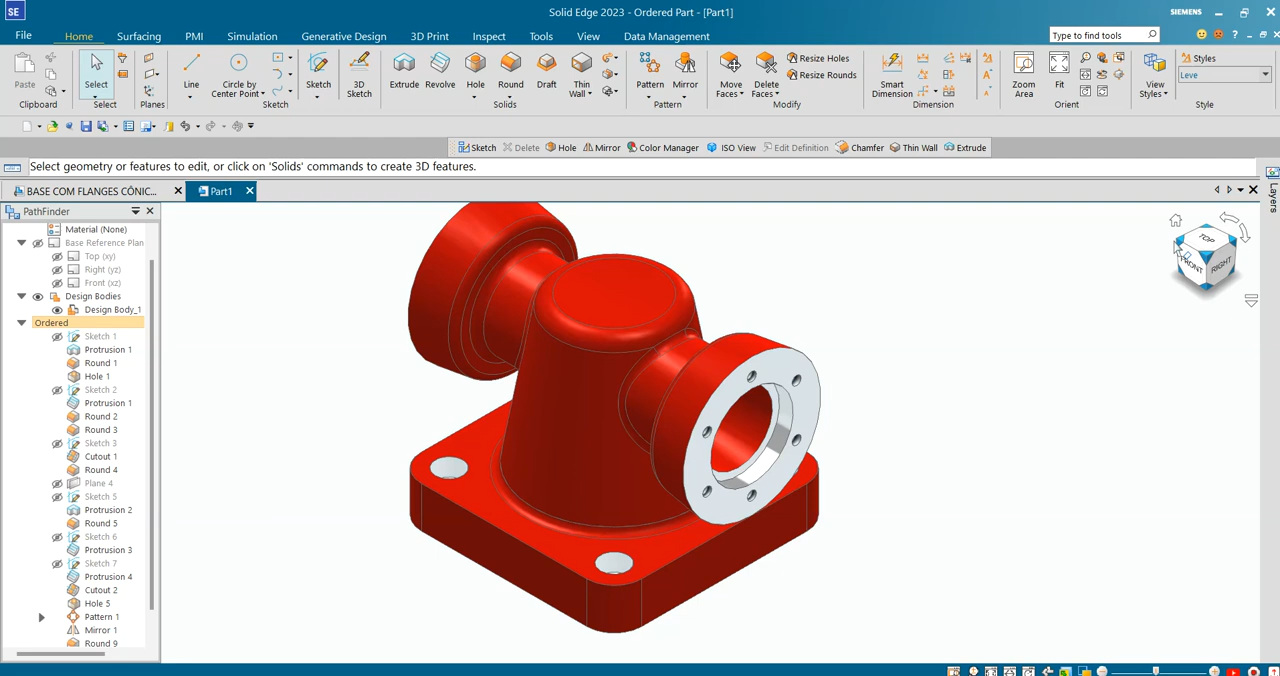 SE
Solid Edge 2023 - Ordered Part - [Part1]
SIEMENS
File Home Surfacing PMI Simulation Generative Design 3D Print Inspect Tools View Data Management
Type to find tools
Paste
Clipboard
Select
Select
Planes
Line
Circle by
Center Point
Sketch
Sketch
3D
Sketch
Extrude
Revolve
Hole
Round
Draft
Thin
Wall
Solids
Pattern
Mirror
Pattern
Move
Faces
Delete
Faces
Resize Holes
Resize Rounds
Modify
Smart
Dimension
Dimension
Zoom
Area
Fit
Orient
View
Styles
Styles
Leve
Style
Sketch Delete Hole Mirror Color Manager ISO View Edit Definition Chamfer Thin Wall Extrude
Select geometry or features to edit, or click on 'Solids' commands to create 3D features.
BASE COM FLANGES CÔNIC...
Part1
Layers
PathFinder
Material (None)
Base Reference Plan
Top (xy)
Right (yz)
Front (xz)
Design Bodies
Design Body_1
Ordered
Sketch 1
Protrusion 1
Round 1
Hole 1
Sketch 2
Protrusion 1
Round 2
Round 3
Sketch 3
Cutout 1
Round 4
Plane 4
Sketch 5
Protrusion 2
Round 5
Sketch 6
Protrusion 3
Sketch 7
Protrusion 4
Cutout 2
Hole 5
Pattern 1
Mirror 1
Round 9
TOP
FRONT
RIGHT